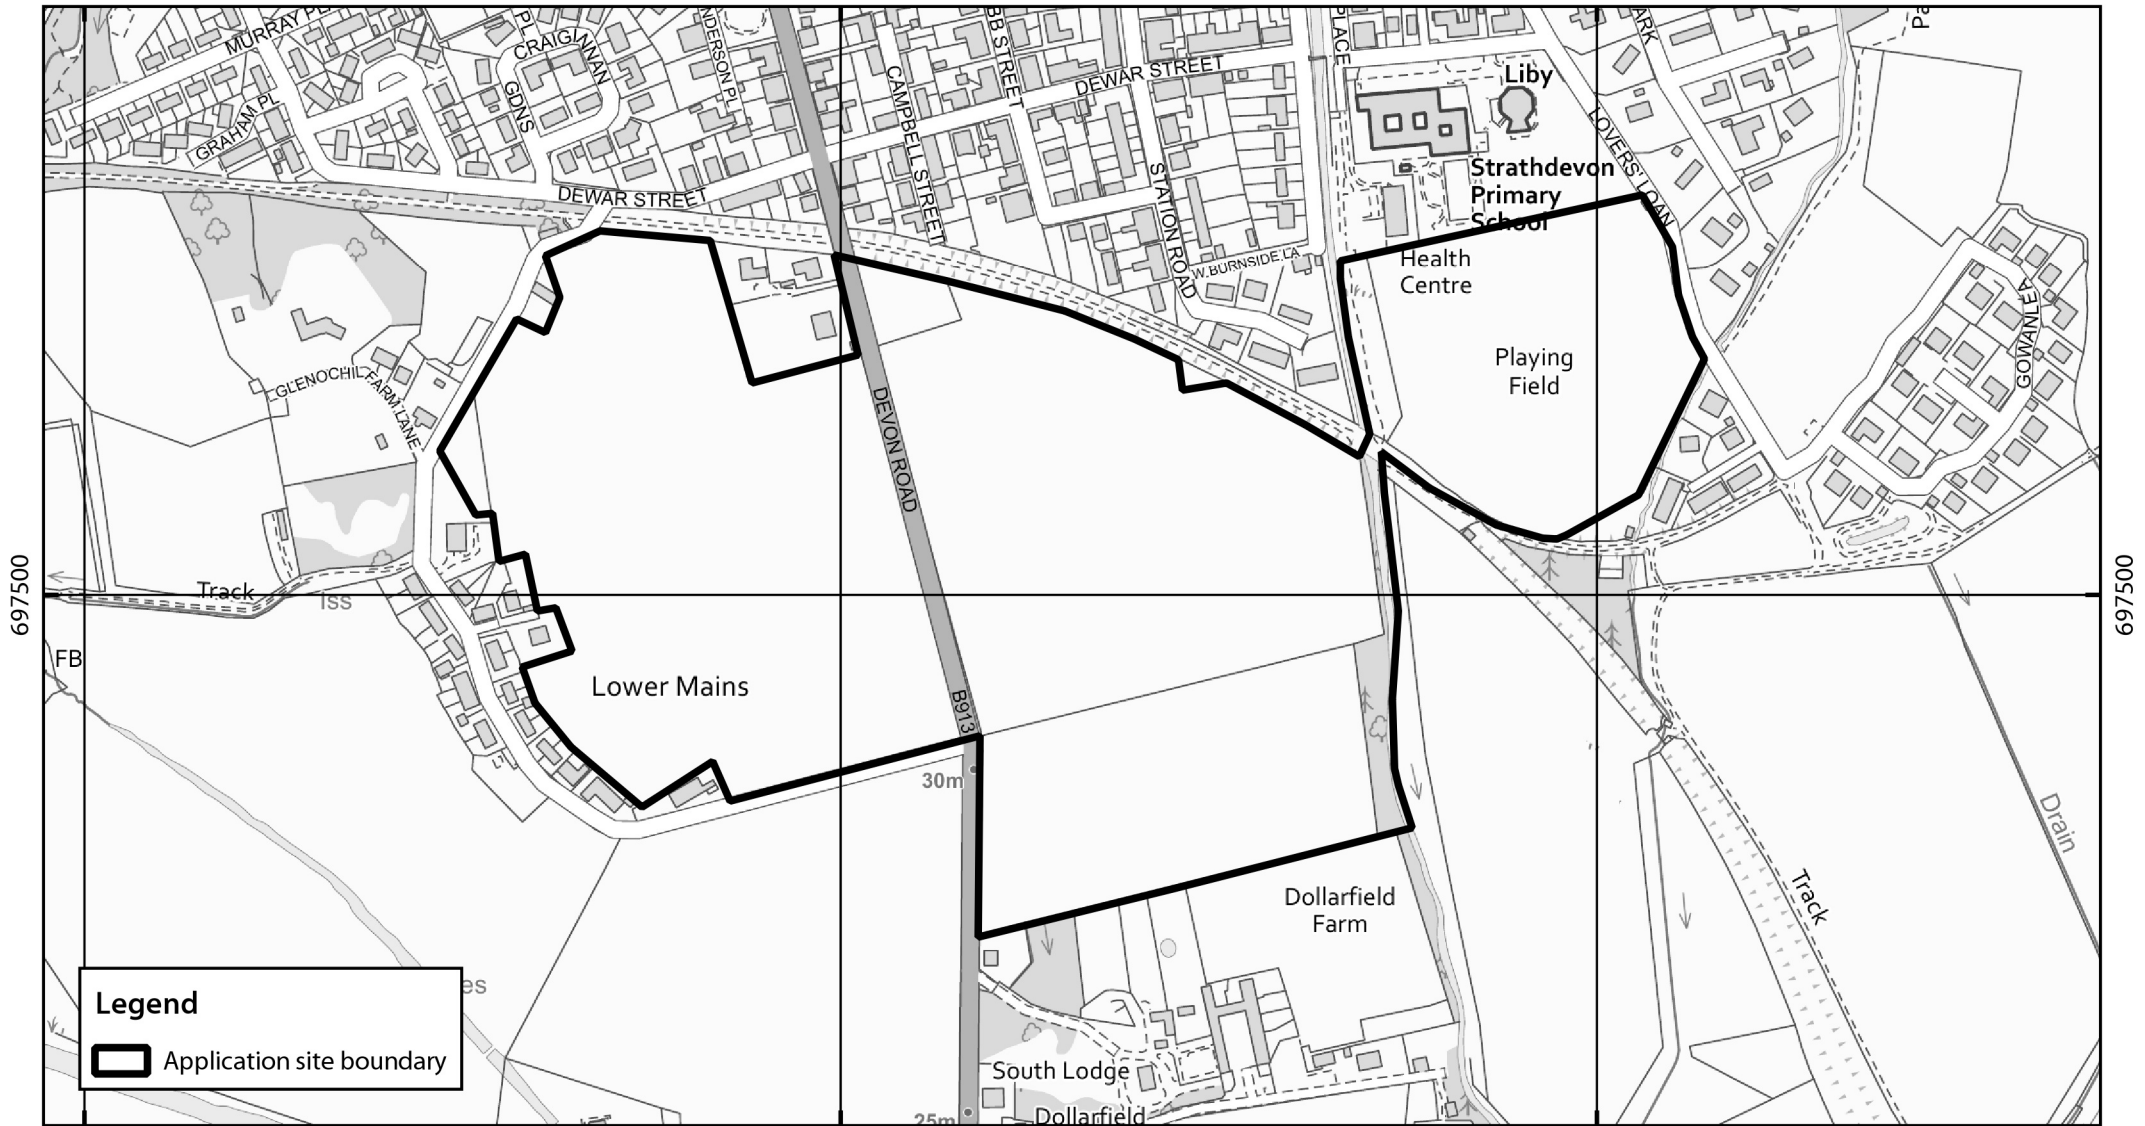 MURRAY PL
CRAIGINNAN
GDNS
GRAHAM PL
DEWAR STREET
CAMPBELL STREET
DEWAR STREET
STATION ROAD
W.BURNSIDE LA
PLACE
Liby
LOVERS' LOAN
Strathdevon
Primary
School
Health
Centre
Playing
Field
GOWANLEA
GLENOCHIL FARM LANE
DEVON ROAD
B913
697500
697500
Track
FB
Lower Mains
30m
Dollarfield
Farm
Drain
Track
South Lodge
Dollarfield
25m
Legend
Application site boundary